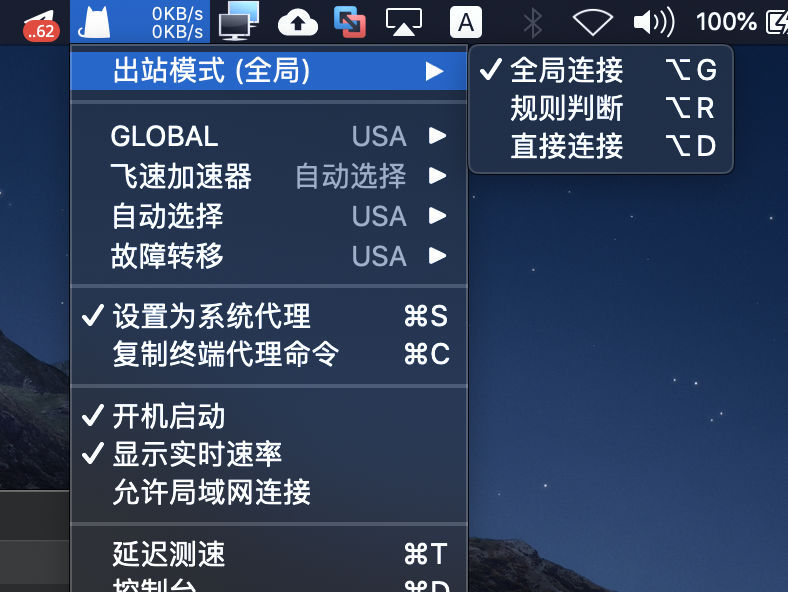 ..62
0KB/s
0KB/s
A
100%
出站模式 (全局)
全局连接 ⌥G
规则判断 ⌥R
直接连接 ⌥D
GLOBAL USA
飞速加速器 自动选择
自动选择 USA
故障转移 USA
设置为系统代理 ⌘S
复制终端代理命令 ⌘C
开机启动
显示实时速率
允许局域网连接
延迟测速 ⌘T
控制台 ⌘D